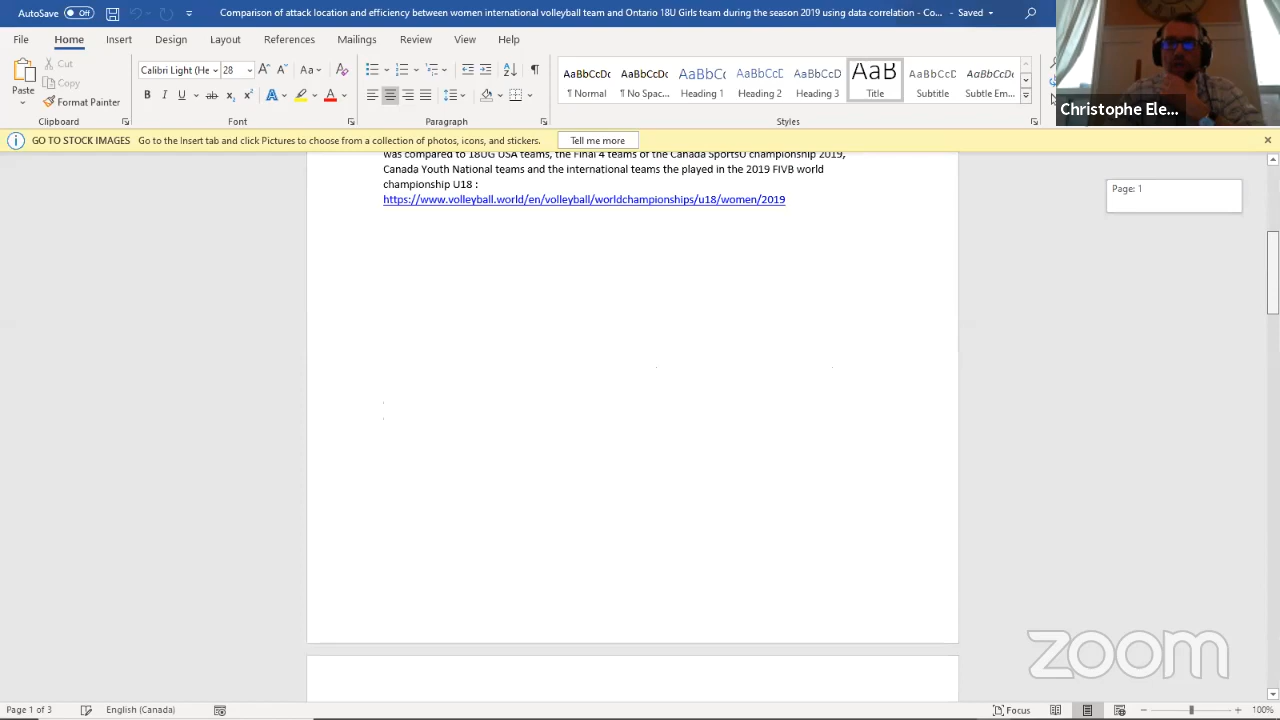 AutoSave Off Comparison of attack location and efficiency between women international volleyball team and Ontario 18U Girls team during the season 2019 using data correlation - Co... - Saved
File Home Insert Design Layout References Mailings Review View Help
Paste Cut
Copy
Format Painter
Calibri Light (He 28
Aa
B I U ab x₂ x² A A
AaBbCcDc AaBbCcDc AaBbCc AaBbCcD AaBbCcD AaB AaBbCcD AaBbCcDc
¶ Normal ¶ No Spac... Heading 1 Heading 2 Heading 3 Title Subtitle Subtle Em...
Clipboard Font Paragraph Styles
Christophe Ele...
GO TO STOCK IMAGES Go to the Insert tab and click Pictures to choose from a collection of photos, icons, and stickers. Tell me more
was compared to 18UG USA teams, the Final 4 teams of the Canada SportsU championship 2019,
Canada Youth National teams and the international teams the played in the 2019 FIVB world
championship U18 :
https://www.volleyball.world/en/volleyball/worldchampionships/u18/women/2019
Page: 1
zoom
Page 1 of 3 English (Canada) Focus 100%